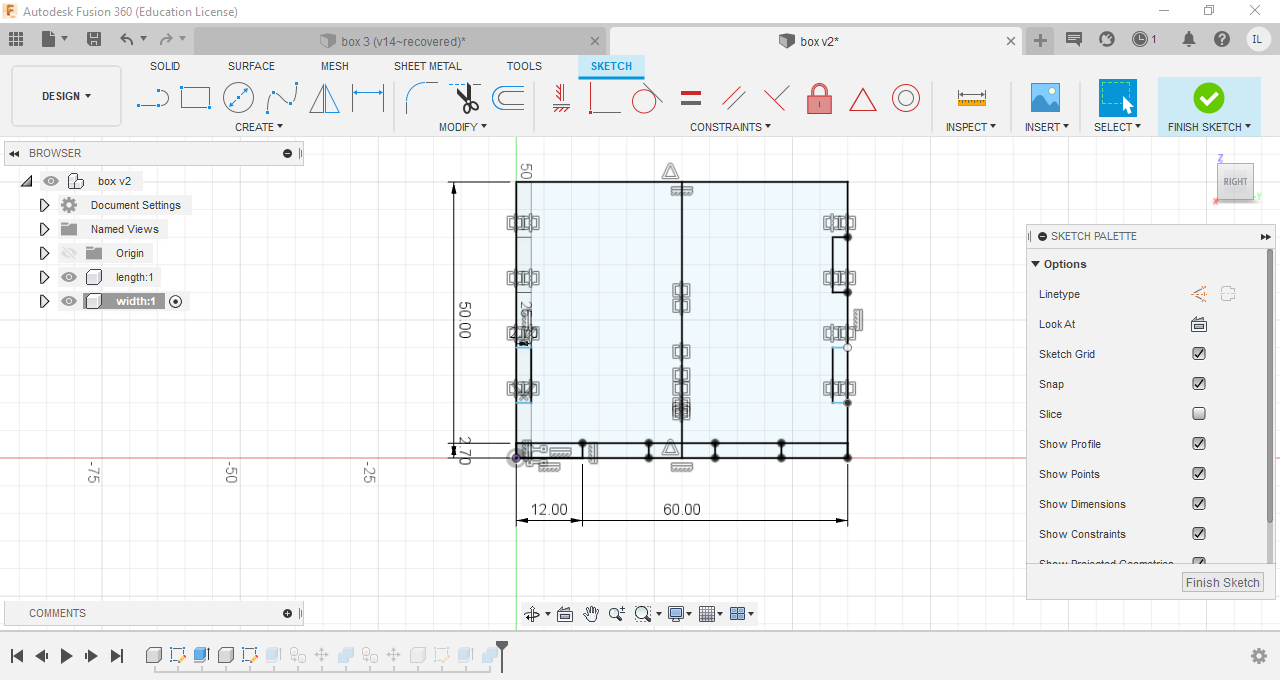 Autodesk Fusion 360 (Education License)
box 3 (v14~recovered)*
box v2*
1
IL
DESIGN
SOLID
SURFACE
MESH
SHEET METAL
TOOLS
SKETCH
CREATE
MODIFY
CONSTRAINTS
INSPECT
INSERT
SELECT
FINISH SKETCH
BROWSER
box v2
Document Settings
Named Views
Origin
length:1
width:1
50
50.00
25
2.70
12.00
60.00
-75
-50
-25
Z
RIGHT
SKETCH PALETTE
Options
Linetype
Look At
Sketch Grid
Snap
Slice
Show Profile
Show Points
Show Dimensions
Show Constraints
Show Projected Geometries
Finish Sketch
COMMENTS